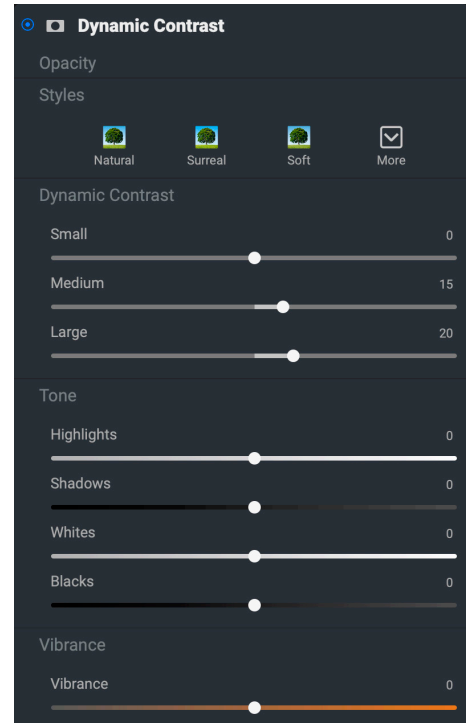 Dynamic Contrast
Opacity
Styles
Natural Surreal Soft More
Dynamic Contrast
Small 0
Medium 15
Large 20
Tone
Highlights 0
Shadows 0
Whites 0
Blacks 0
Vibrance
Vibrance 0